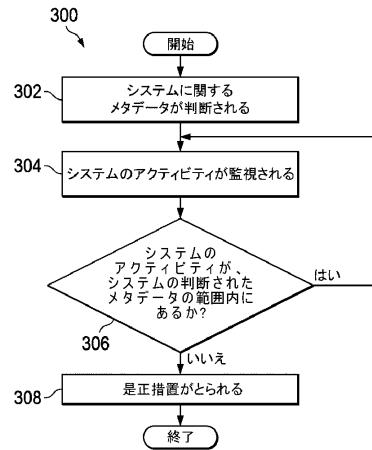 300
開始
302
システムに関する
メタデータが判断される
304
システムのアクティビティが監視される
システムの
アクティビティが、
システムの判断された
メタデータの範囲内に
あるか?
はい
306
いいえ
308
是正措置がとられる
終了